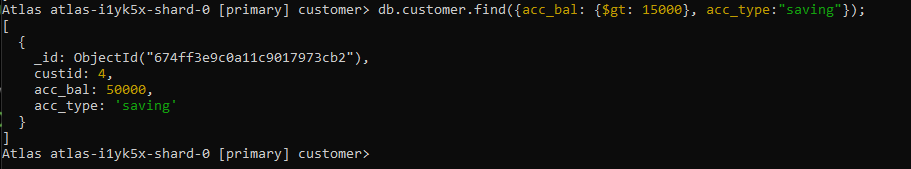 Atlas atlas-i1yk5x-shard-0 [primary] customer> db.customer.find({acc_bal: {$gt: 15000}, acc_type:"saving"});
[
  {
    _id: ObjectId("674ff3e9c0a11c9017973cb2"),
    custid: 4,
    acc_bal: 50000,
    acc_type: 'saving'
  }
]
Atlas atlas-i1yk5x-shard-0 [primary] customer>